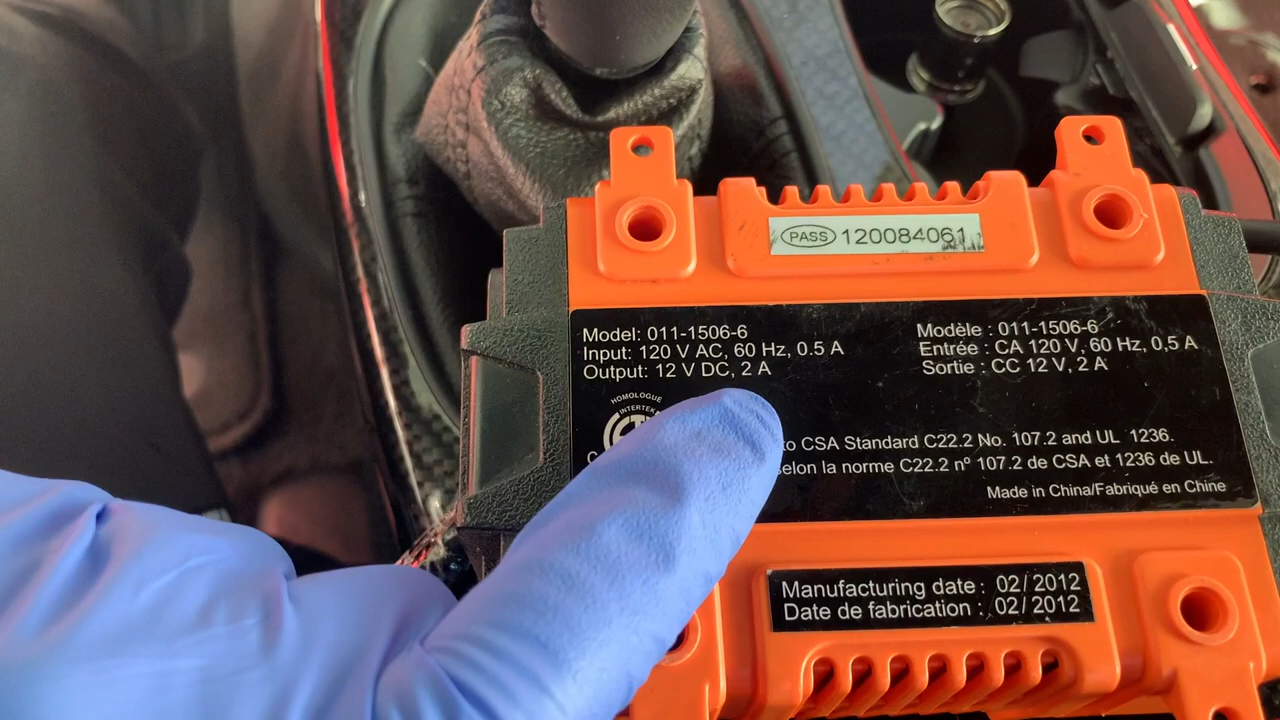 PASS 120084061
Model: 011-1506-6
Input: 120 V AC, 60 Hz, 0.5 A
Output: 12 V DC, 2 A
Modèle : 011-1506-6
Entrée : CA 120 V, 60 Hz, 0,5 A
Sortie : CC 12 V, 2 A
HOMOLOGUE
INTERTEK
C
to CSA Standard C22.2 No. 107.2 and UL 1236.
selon la norme C22.2 nº 107.2 de CSA et 1236 de UL.
Made in China/Fabriqué en Chine
Manufacturing date : 02/2012
Date de fabrication : 02/2012